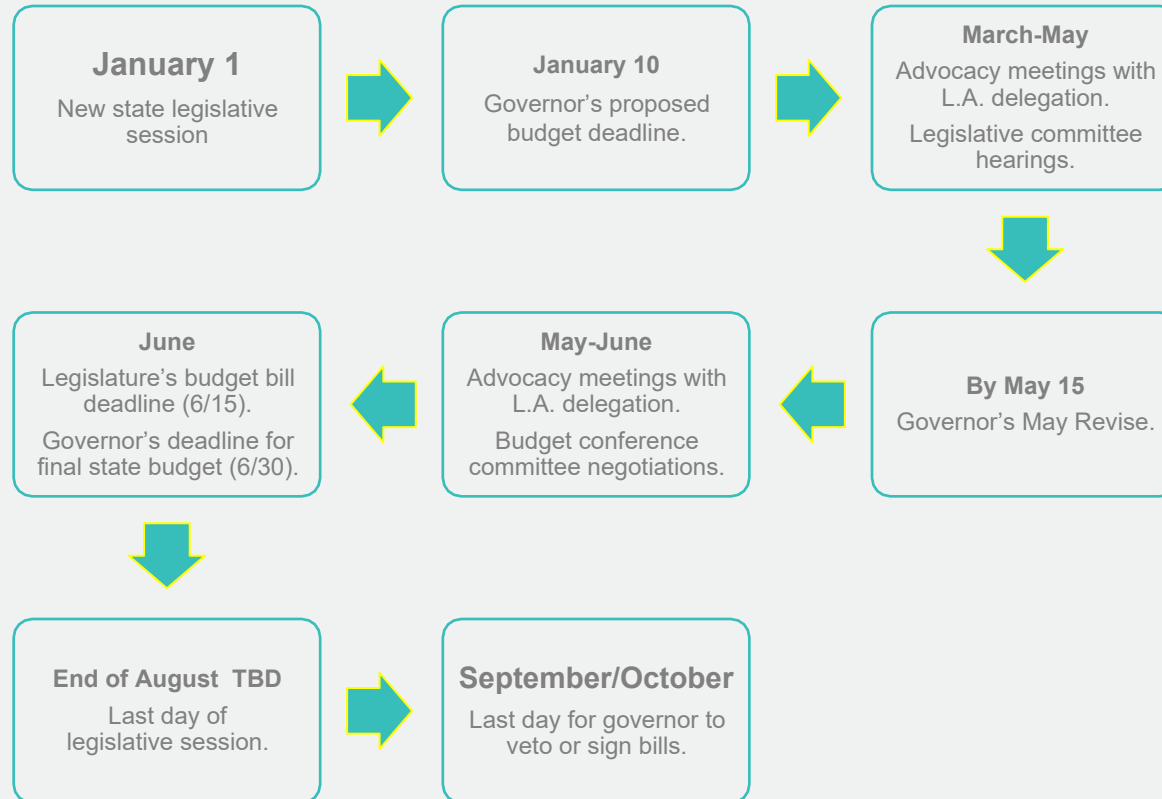 January 1
New state legislative
session
January 10
Governor’s proposed
budget deadline.
March-May
Advocacy meetings with
L.A. delegation.
Legislative committee
hearings.
By May 15
Governor’s May Revise.
May-June
Advocacy meetings with
L.A. delegation.
Budget conference
committee negotiations.
June
Legislature’s budget bill
deadline (6/15).
Governor’s deadline for
final state budget (6/30).
End of August  TBD
Last day of
legislative session.
September/October
Last day for governor to
veto or sign bills.